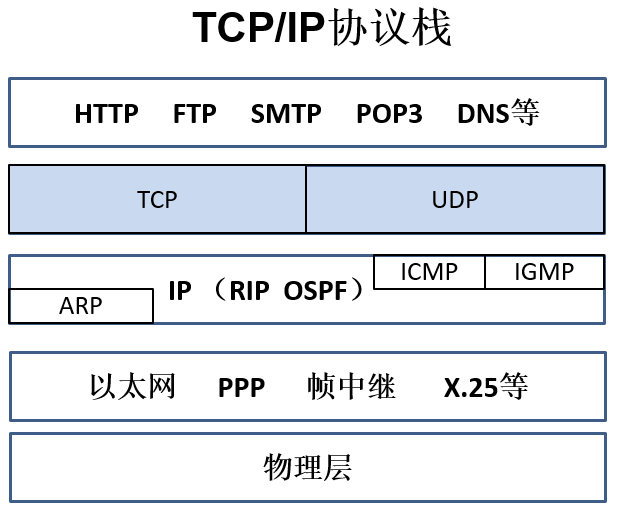 TCP/IP协议栈
HTTP FTP SMTP POP3 DNS等
TCP UDP
ICMP IGMP
IP （RIP OSPF）
ARP
以太网 PPP 帧中继 X.25等
物理层